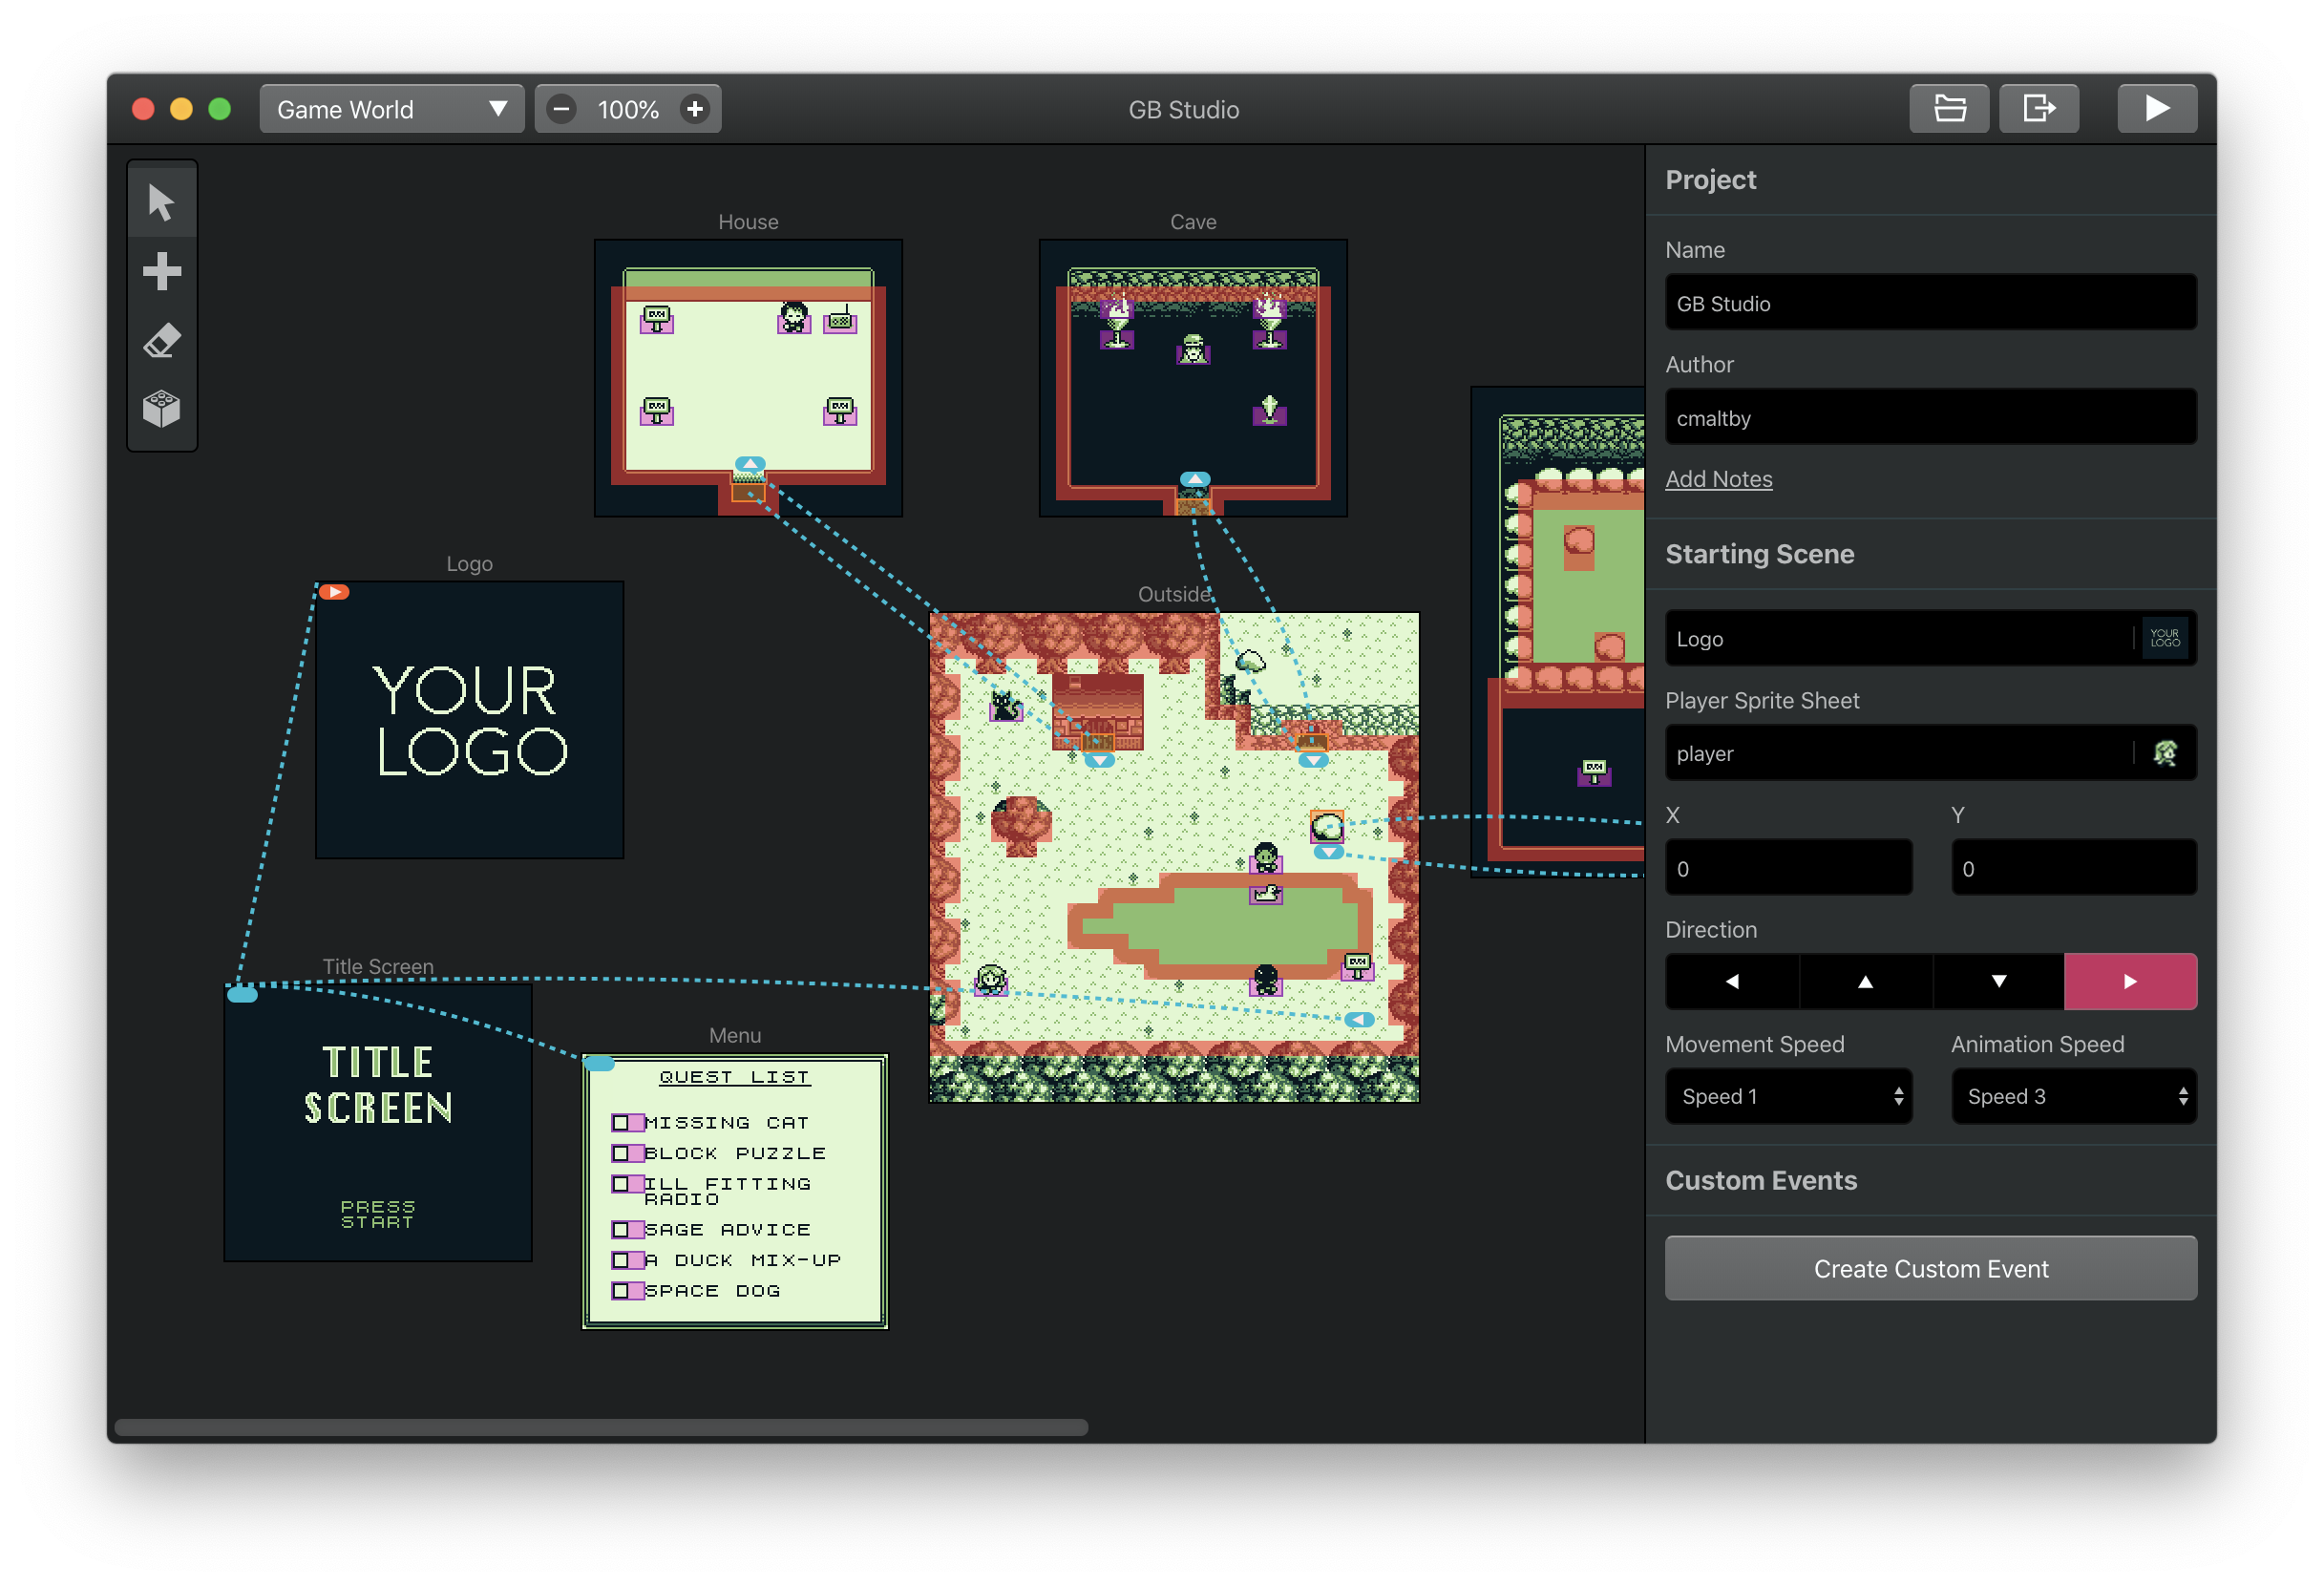 Game World
100%
GB Studio
House
Cave
Logo
YOUR
LOGO
Outside
Title Screen
TITLE
SCREEN
PRESS
START
Menu
QUEST LIST
MISSING CAT
BLOCK PUZZLE
ILL FITTING
RADIO
SAGE ADVICE
A DUCK MIX-UP
SPACE DOG
Project
Name
GB Studio
Author
cmaltby
Add Notes
Starting Scene
Logo
YOUR
LOGO
Player Sprite Sheet
player
X
Y
0
0
Direction
Movement Speed
Animation Speed
Speed 1
Speed 3
Custom Events
Create Custom Event